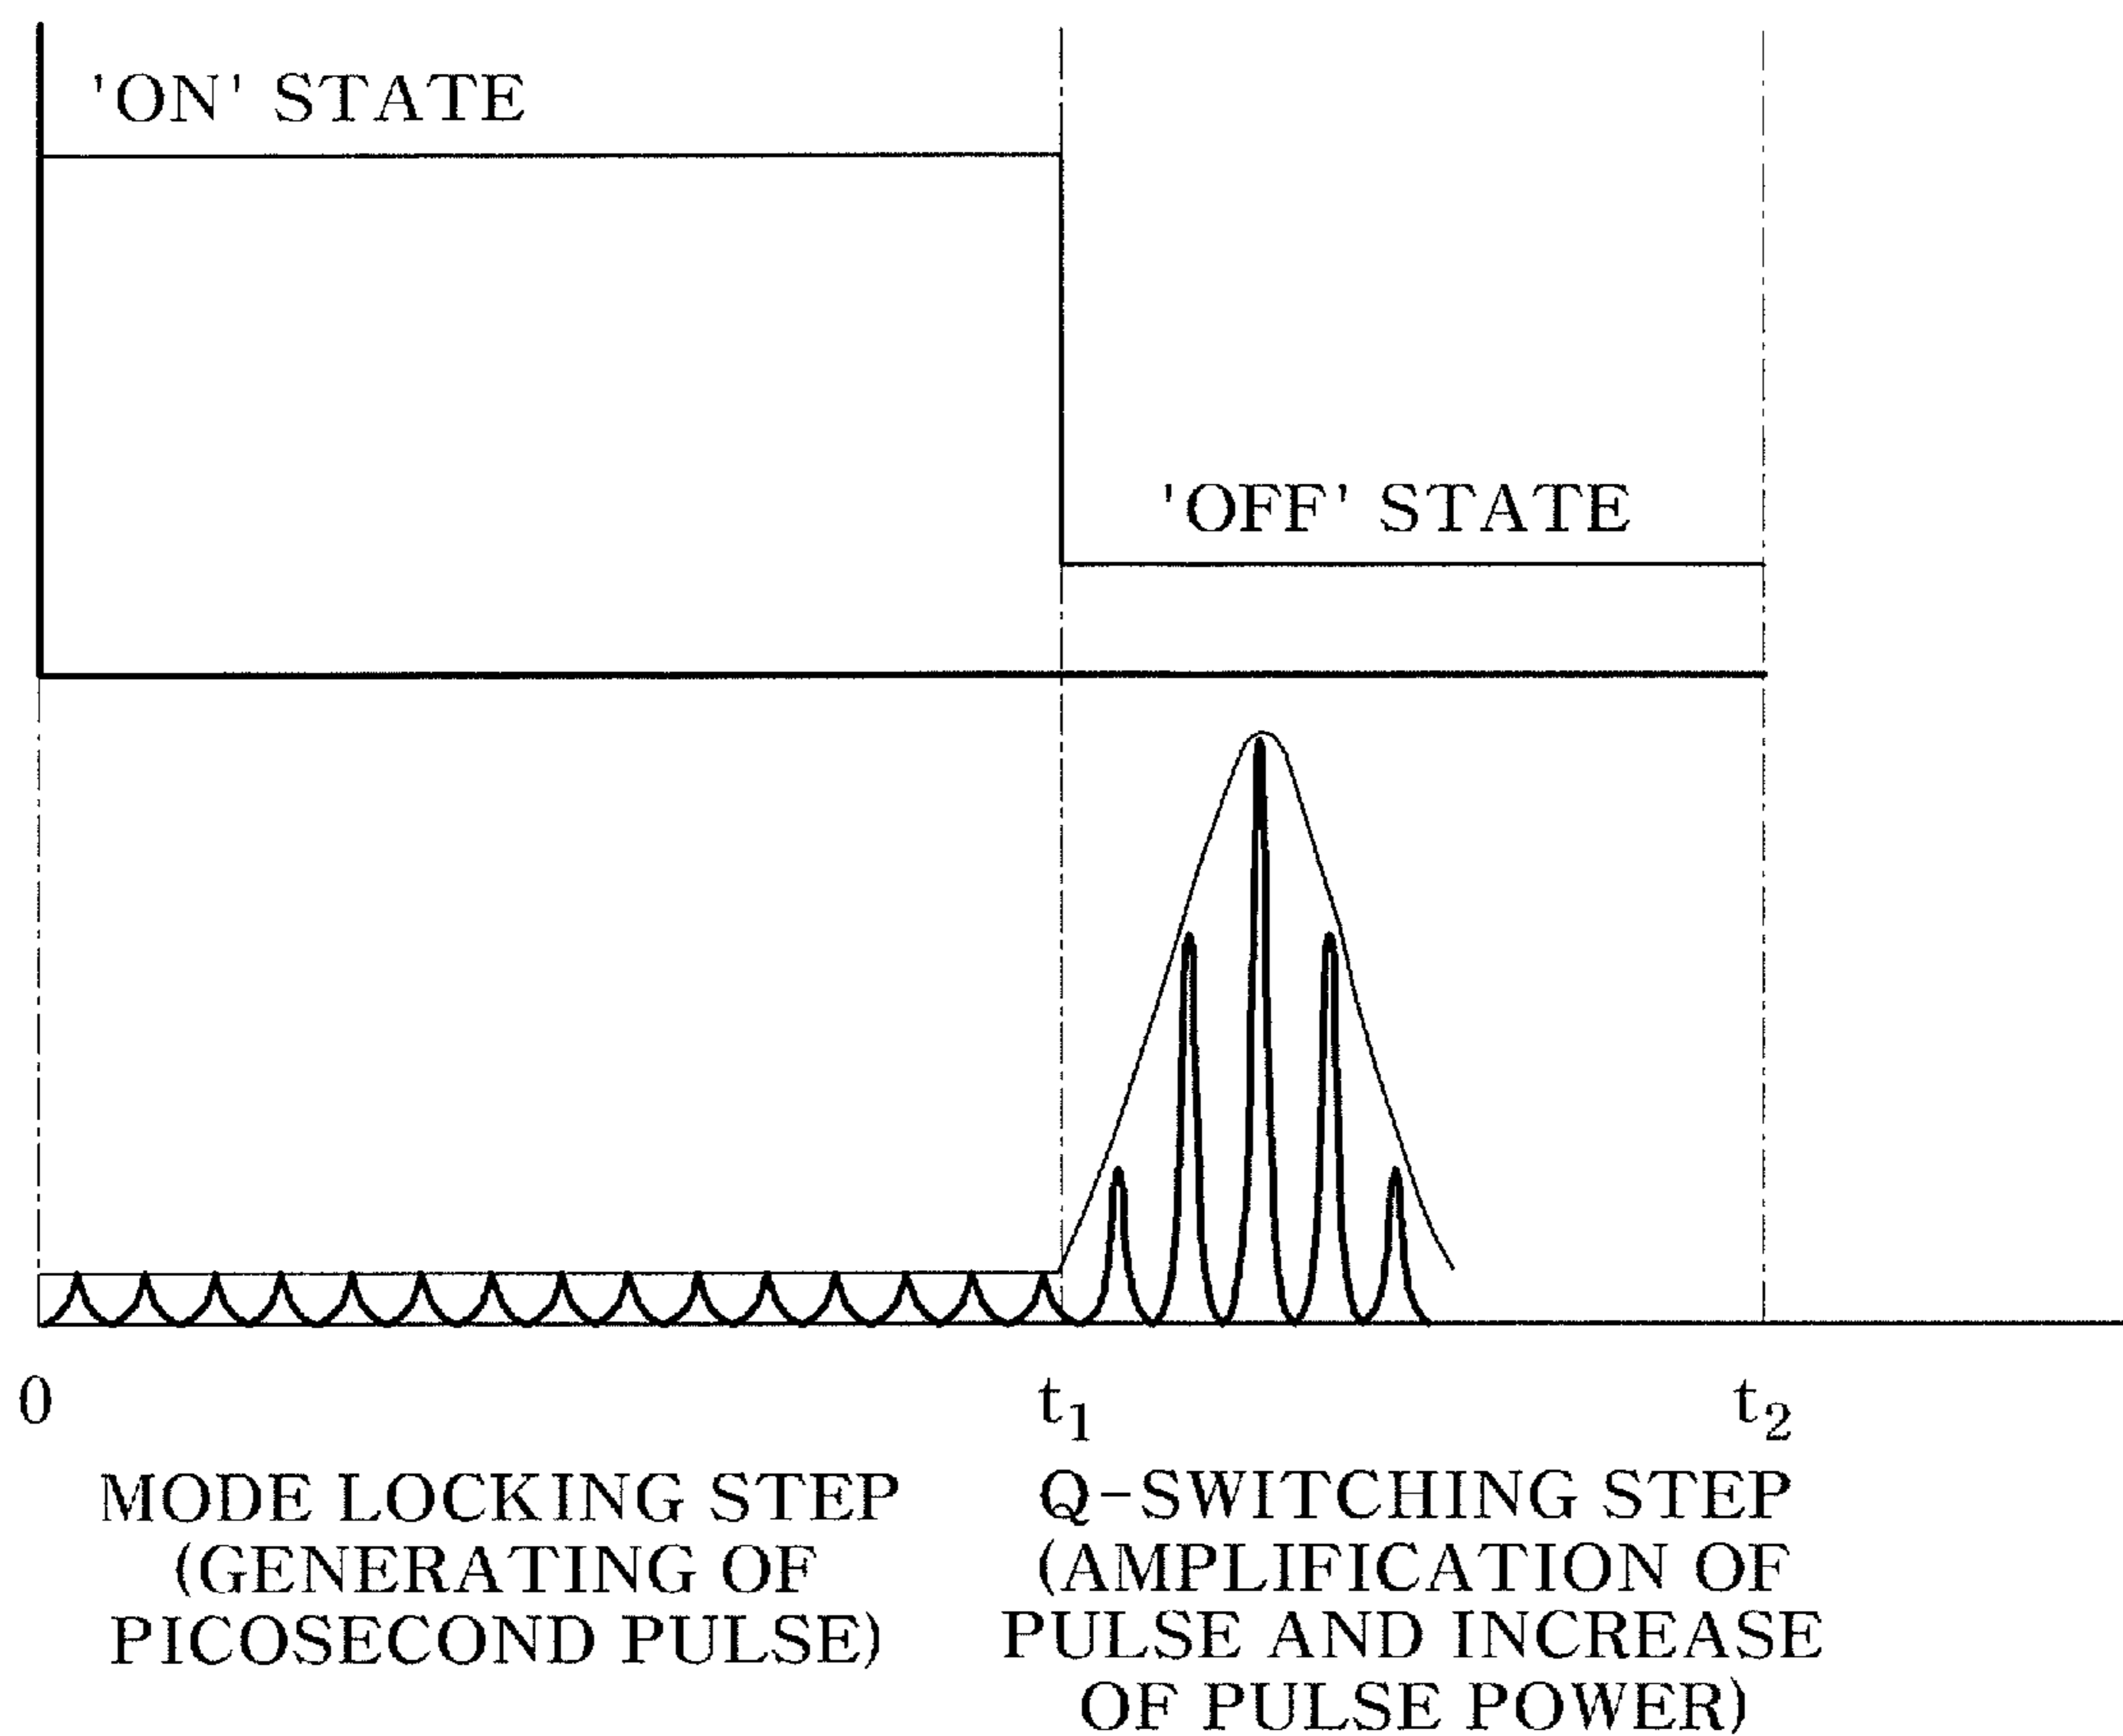 'ON' STATE
'OFF' STATE
0
t₁
t₂
MODE LOCKING STEP
(GENERATING OF
PICOSECOND PULSE)
Q-SWITCHING STEP
(AMPLIFICATION OF
PULSE AND INCREASE
OF PULSE POWER)